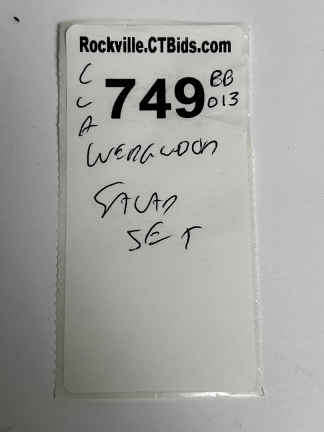 Rockville.CTBids.com
C
C
A
749
BB
013
WEDGWOOD
SALAD
SET